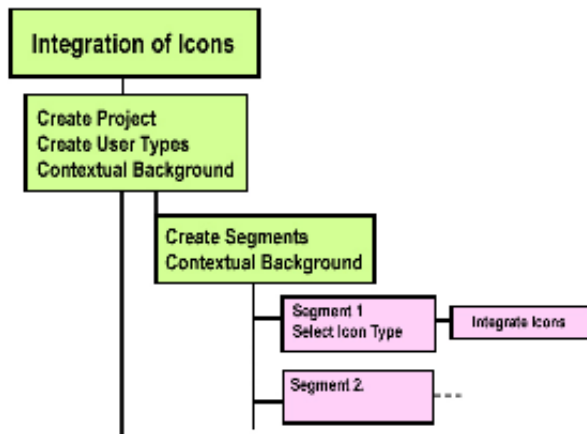 Integration of Icons
Create Project
Create User Types
Contextual Background
Create Segments
Contextual Background
Segment 1
Select Icon Type
Integrate Icons
Segment 2.